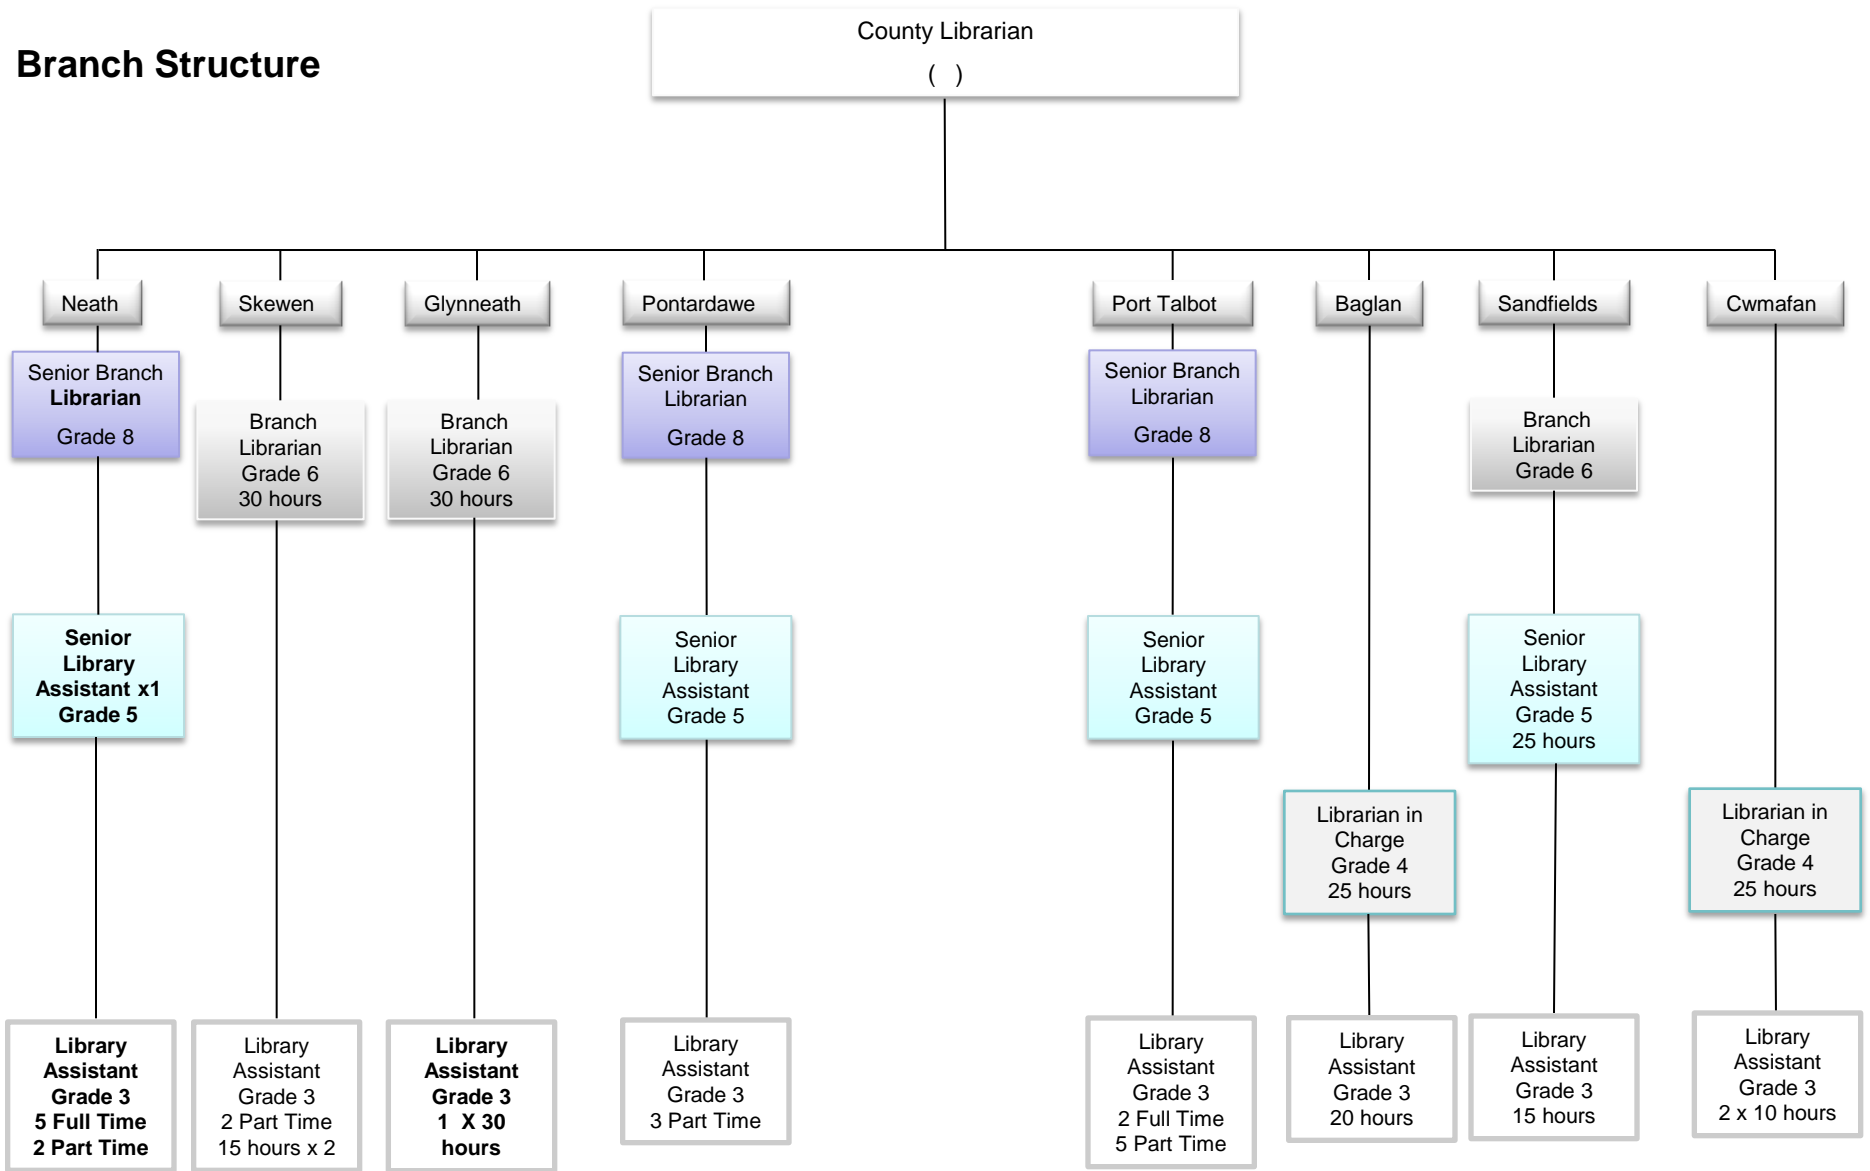 Branch Structure
County Librarian
( )
Neath
Skewen
Glynneath
Pontardawe
Port Talbot
Baglan
Sandfields
Cwmafan
Senior Branch
Librarian
Grade 8
Branch
Librarian
Grade 6
30 hours
Branch
Librarian
Grade 6
30 hours
Senior Branch
Librarian
Grade 8
Senior Branch
Librarian
Grade 8
Branch
Librarian
Grade 6
Senior
Library
Assistant x1
Grade 5
Senior
Library
Assistant
Grade 5
Senior
Library
Assistant
Grade 5
Senior
Library
Assistant
Grade 5
25 hours
Librarian in
Charge
Grade 4
25 hours
Librarian in
Charge
Grade 4
25 hours
Library
Assistant
Grade 3
5 Full Time
2 Part Time
Library
Assistant
Grade 3
2 Part Time
15 hours x 2
Library
Assistant
Grade 3
1 X 30
hours
Library
Assistant
Grade 3
3 Part Time
Library
Assistant
Grade 3
2 Full Time
5 Part Time
Library
Assistant
Grade 3
20 hours
Library
Assistant
Grade 3
15 hours
Library
Assistant
Grade 3
2 x 10 hours